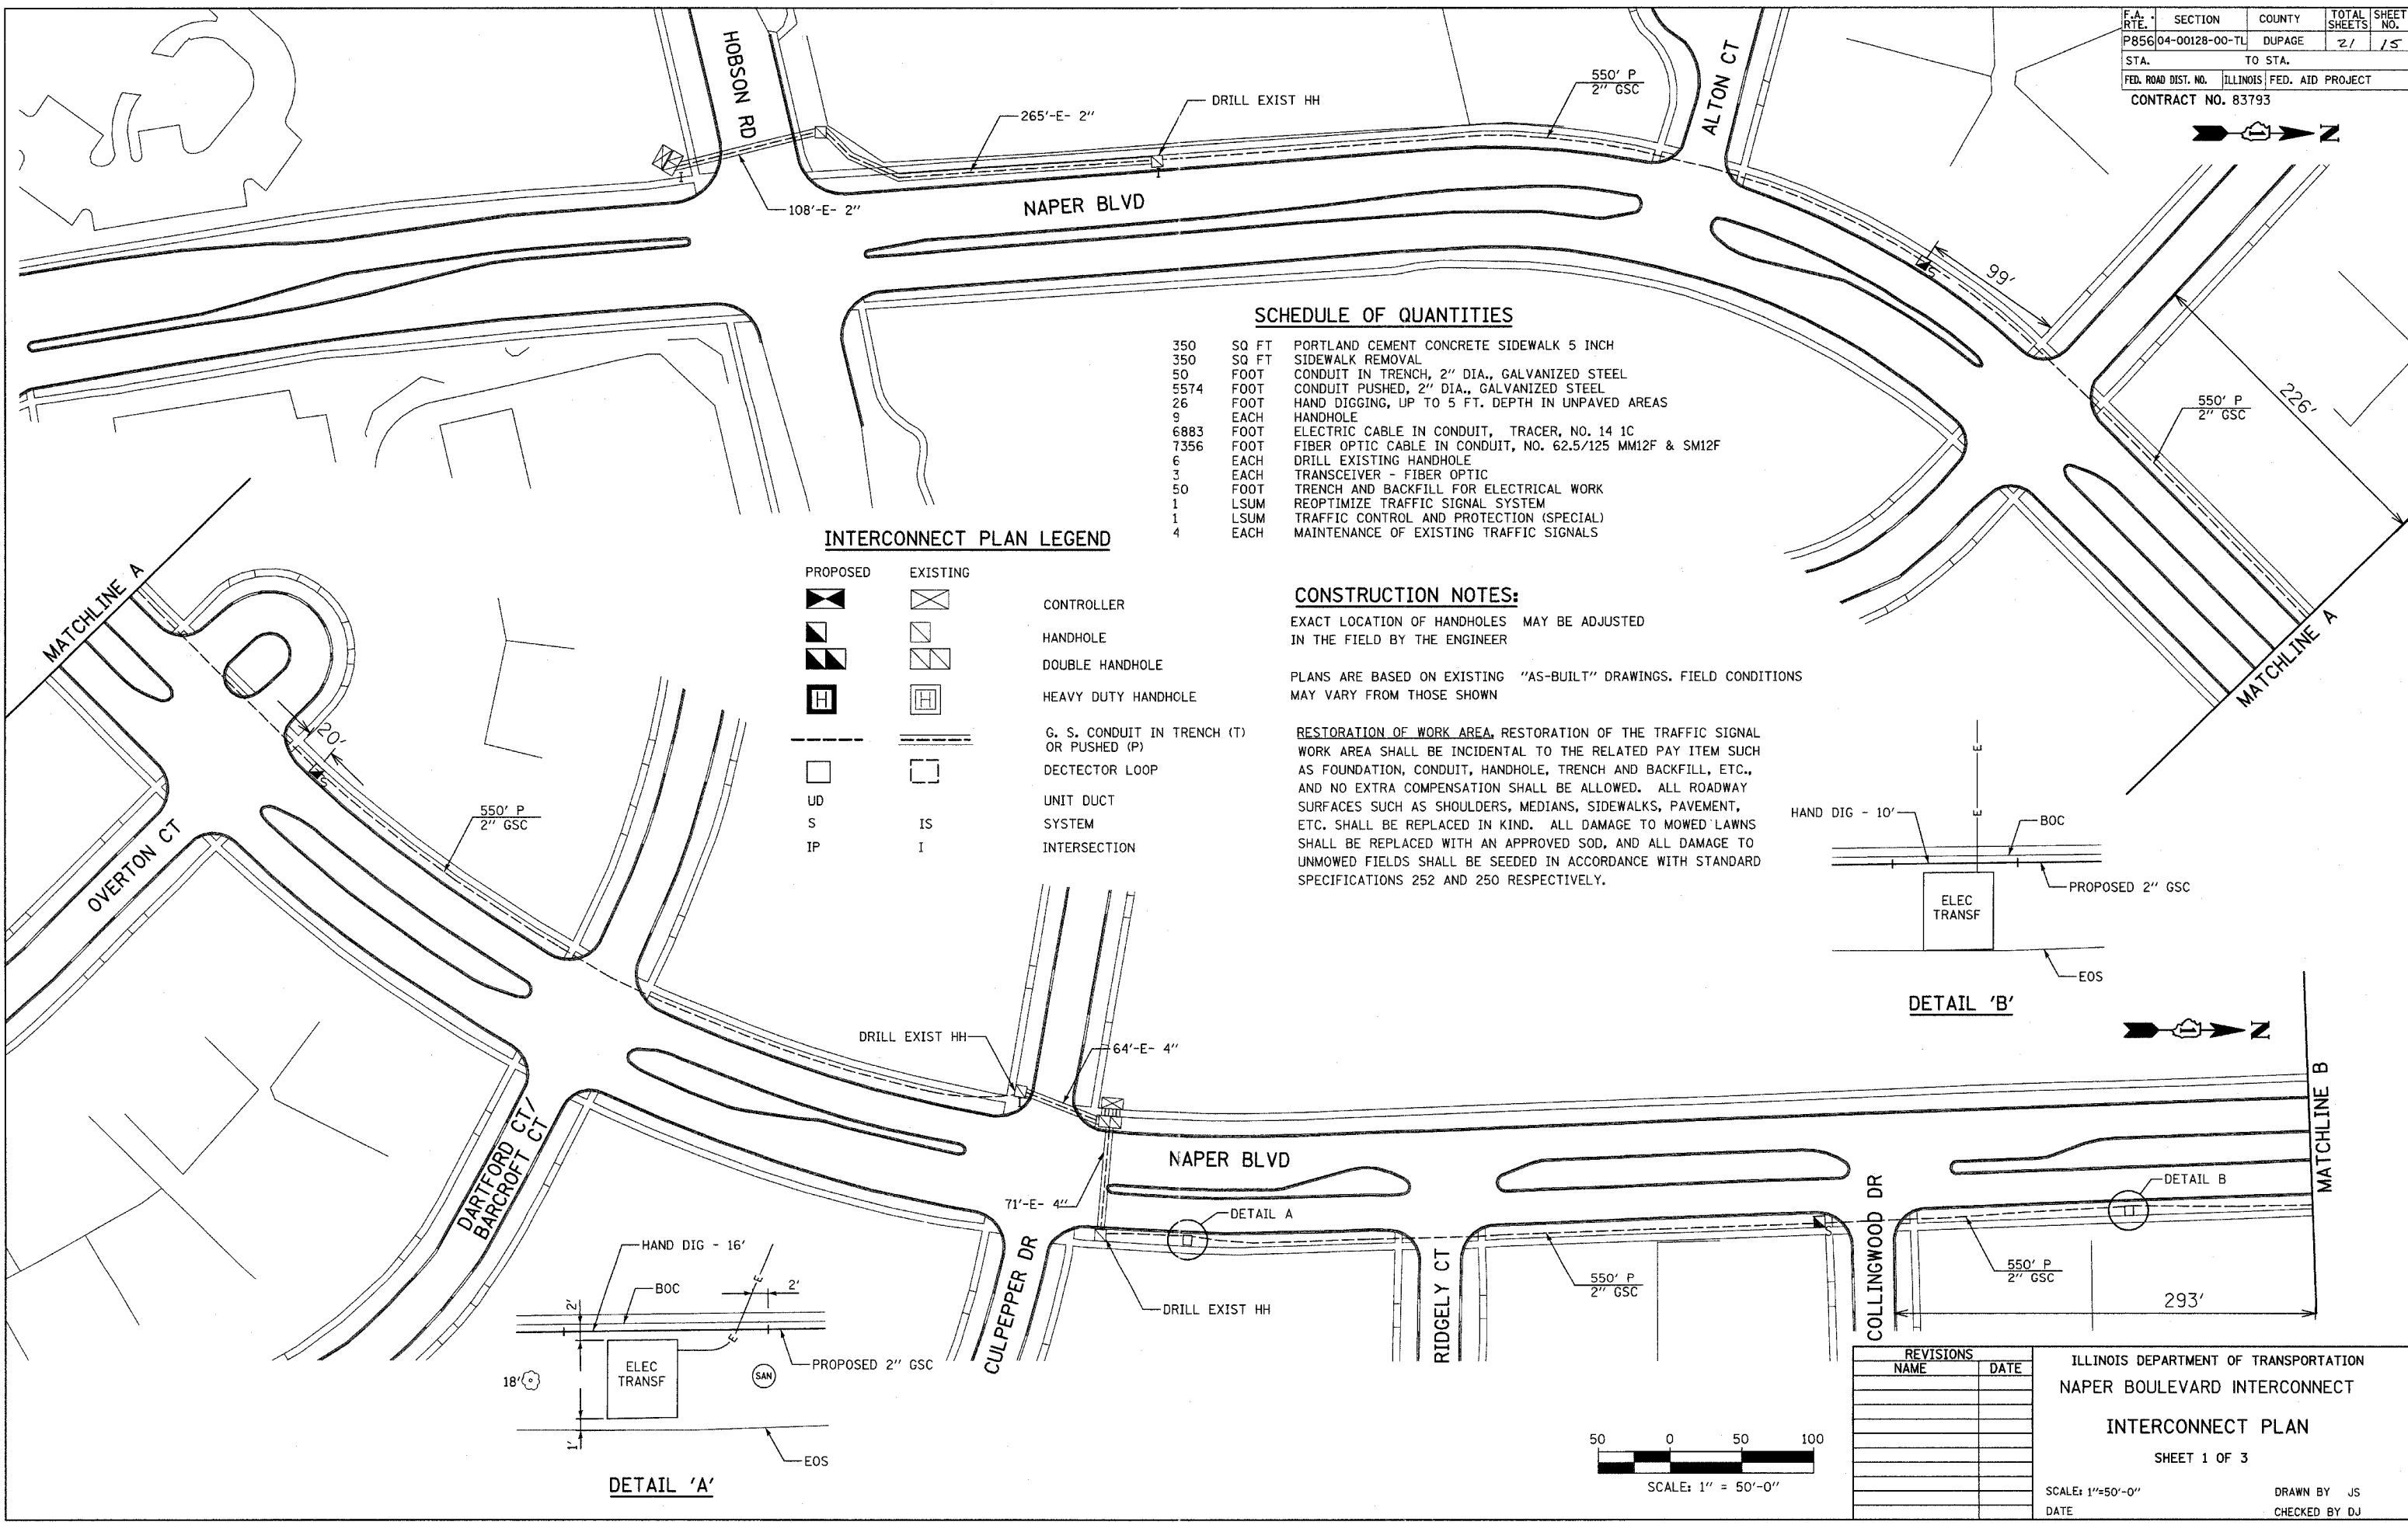 F.A. RTE. SECTION COUNTY TOTAL SHEETS SHEET NO.
P856 04-00128-00-TL DUPAGE 21 15
STA. TO STA.
FED. ROAD DIST. NO. ILLINOIS FED. AID PROJECT
CONTRACT NO. 83793
N
HOBSON RD
ALTON CT
550' P
2" GSC
DRILL EXIST HH
265'-E- 2"
108'-E- 2"
I
I
NAPER BLVD
S
99'
226'
550' P
2" GSC
MATCHLINE A
SCHEDULE OF QUANTITIES
350 SQ FT PORTLAND CEMENT CONCRETE SIDEWALK 5 INCH
350 SQ FT SIDEWALK REMOVAL
50 FOOT CONDUIT IN TRENCH, 2" DIA., GALVANIZED STEEL
5574 FOOT CONDUIT PUSHED, 2" DIA., GALVANIZED STEEL
26 FOOT HAND DIGGING, UP TO 5 FT. DEPTH IN UNPAVED AREAS
9 EACH HANDHOLE
6883 FOOT ELECTRIC CABLE IN CONDUIT, TRACER, NO. 14 1C
7356 FOOT FIBER OPTIC CABLE IN CONDUIT, NO. 62.5/125 MM12F & SM12F
6 EACH DRILL EXISTING HANDHOLE
3 EACH TRANSCEIVER - FIBER OPTIC
50 FOOT TRENCH AND BACKFILL FOR ELECTRICAL WORK
1 LSUM REOPTIMIZE TRAFFIC SIGNAL SYSTEM
1 LSUM TRAFFIC CONTROL AND PROTECTION (SPECIAL)
4 EACH MAINTENANCE OF EXISTING TRAFFIC SIGNALS
INTERCONNECT PLAN LEGEND
PROPOSED EXISTING
CONTROLLER
HANDHOLE
DOUBLE HANDHOLE
H H HEAVY DUTY HANDHOLE
G. S. CONDUIT IN TRENCH (T)
OR PUSHED (P)
DECTECTOR LOOP
UD UNIT DUCT
S IS SYSTEM
IP I INTERSECTION
CONSTRUCTION NOTES:
EXACT LOCATION OF HANDHOLES MAY BE ADJUSTED
IN THE FIELD BY THE ENGINEER
PLANS ARE BASED ON EXISTING "AS-BUILT" DRAWINGS. FIELD CONDITIONS
MAY VARY FROM THOSE SHOWN
RESTORATION OF WORK AREA. RESTORATION OF THE TRAFFIC SIGNAL
WORK AREA SHALL BE INCIDENTAL TO THE RELATED PAY ITEM SUCH
AS FOUNDATION, CONDUIT, HANDHOLE, TRENCH AND BACKFILL, ETC.,
AND NO EXTRA COMPENSATION SHALL BE ALLOWED. ALL ROADWAY
SURFACES SUCH AS SHOULDERS, MEDIANS, SIDEWALKS, PAVEMENT,
ETC. SHALL BE REPLACED IN KIND. ALL DAMAGE TO MOWED LAWNS
SHALL BE REPLACED WITH AN APPROVED SOD, AND ALL DAMAGE TO
UNMOWED FIELDS SHALL BE SEEDED IN ACCORDANCE WITH STANDARD
SPECIFICATIONS 252 AND 250 RESPECTIVELY.
E
E
HAND DIG - 10'
BOC
PROPOSED 2" GSC
ELEC
TRANSF
EOS
DETAIL 'B'
MATCHLINE A
20'
S
550' P
2" GSC
OVERTON CT
DARTFORD CT/
BARCROFT CT
DRILL EXIST HH
64'-E- 4"
71'-E- 4"
NAPER BLVD
N
MATCHLINE B
DETAIL A
DETAIL B
CULPEPPER DR
DRILL EXIST HH
RIDGELY CT
550' P
2" GSC
COLLINGWOOD DR
550' P
2" GSC
293'
HAND DIG - 16'
BOC
E
2'
2'
E
PROPOSED 2" GSC
ELEC
TRANSF
SAN
18'
1'
EOS
DETAIL 'A'
50 0 50 100
SCALE: 1" = 50'-0"
REVISIONS
NAME DATE
ILLINOIS DEPARTMENT OF TRANSPORTATION
NAPER BOULEVARD INTERCONNECT
INTERCONNECT PLAN
SHEET 1 OF 3
SCALE: 1"=50'-0" DRAWN BY JS
DATE CHECKED BY DJ